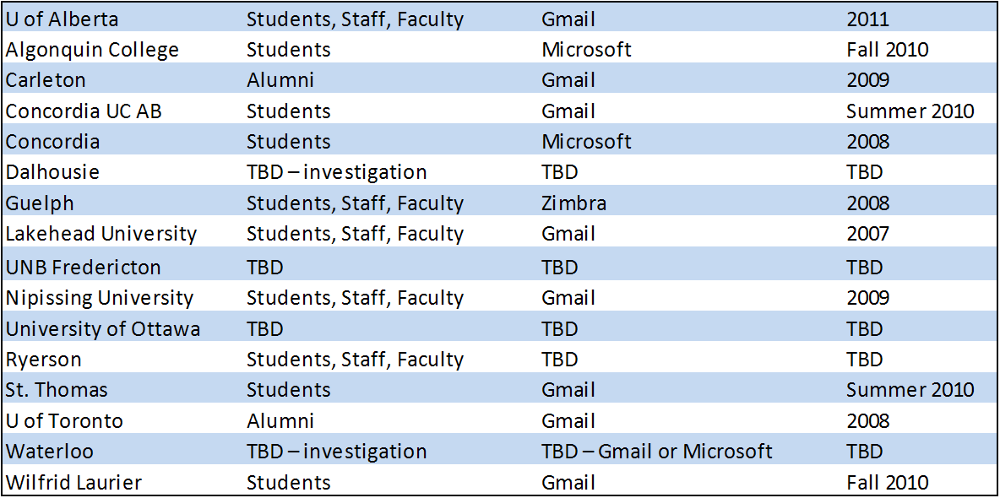 U of Alberta Students, Staff, Faculty Gmail 2011
Algonquin College Students Microsoft Fall 2010
Carleton Alumni Gmail 2009
Concordia UC AB Students Gmail Summer 2010
Concordia Students Microsoft 2008
Dalhousie TBD – investigation TBD TBD
Guelph Students, Staff, Faculty Zimbra 2008
Lakehead University Students, Staff, Faculty Gmail 2007
UNB Fredericton TBD TBD TBD
Nipissing University Students, Staff, Faculty Gmail 2009
University of Ottawa TBD TBD TBD
Ryerson Students, Staff, Faculty TBD TBD
St. Thomas Students Gmail Summer 2010
U of Toronto Alumni Gmail 2008
Waterloo TBD – investigation TBD – Gmail or Microsoft TBD
Wilfrid Laurier Students Gmail Fall 2010